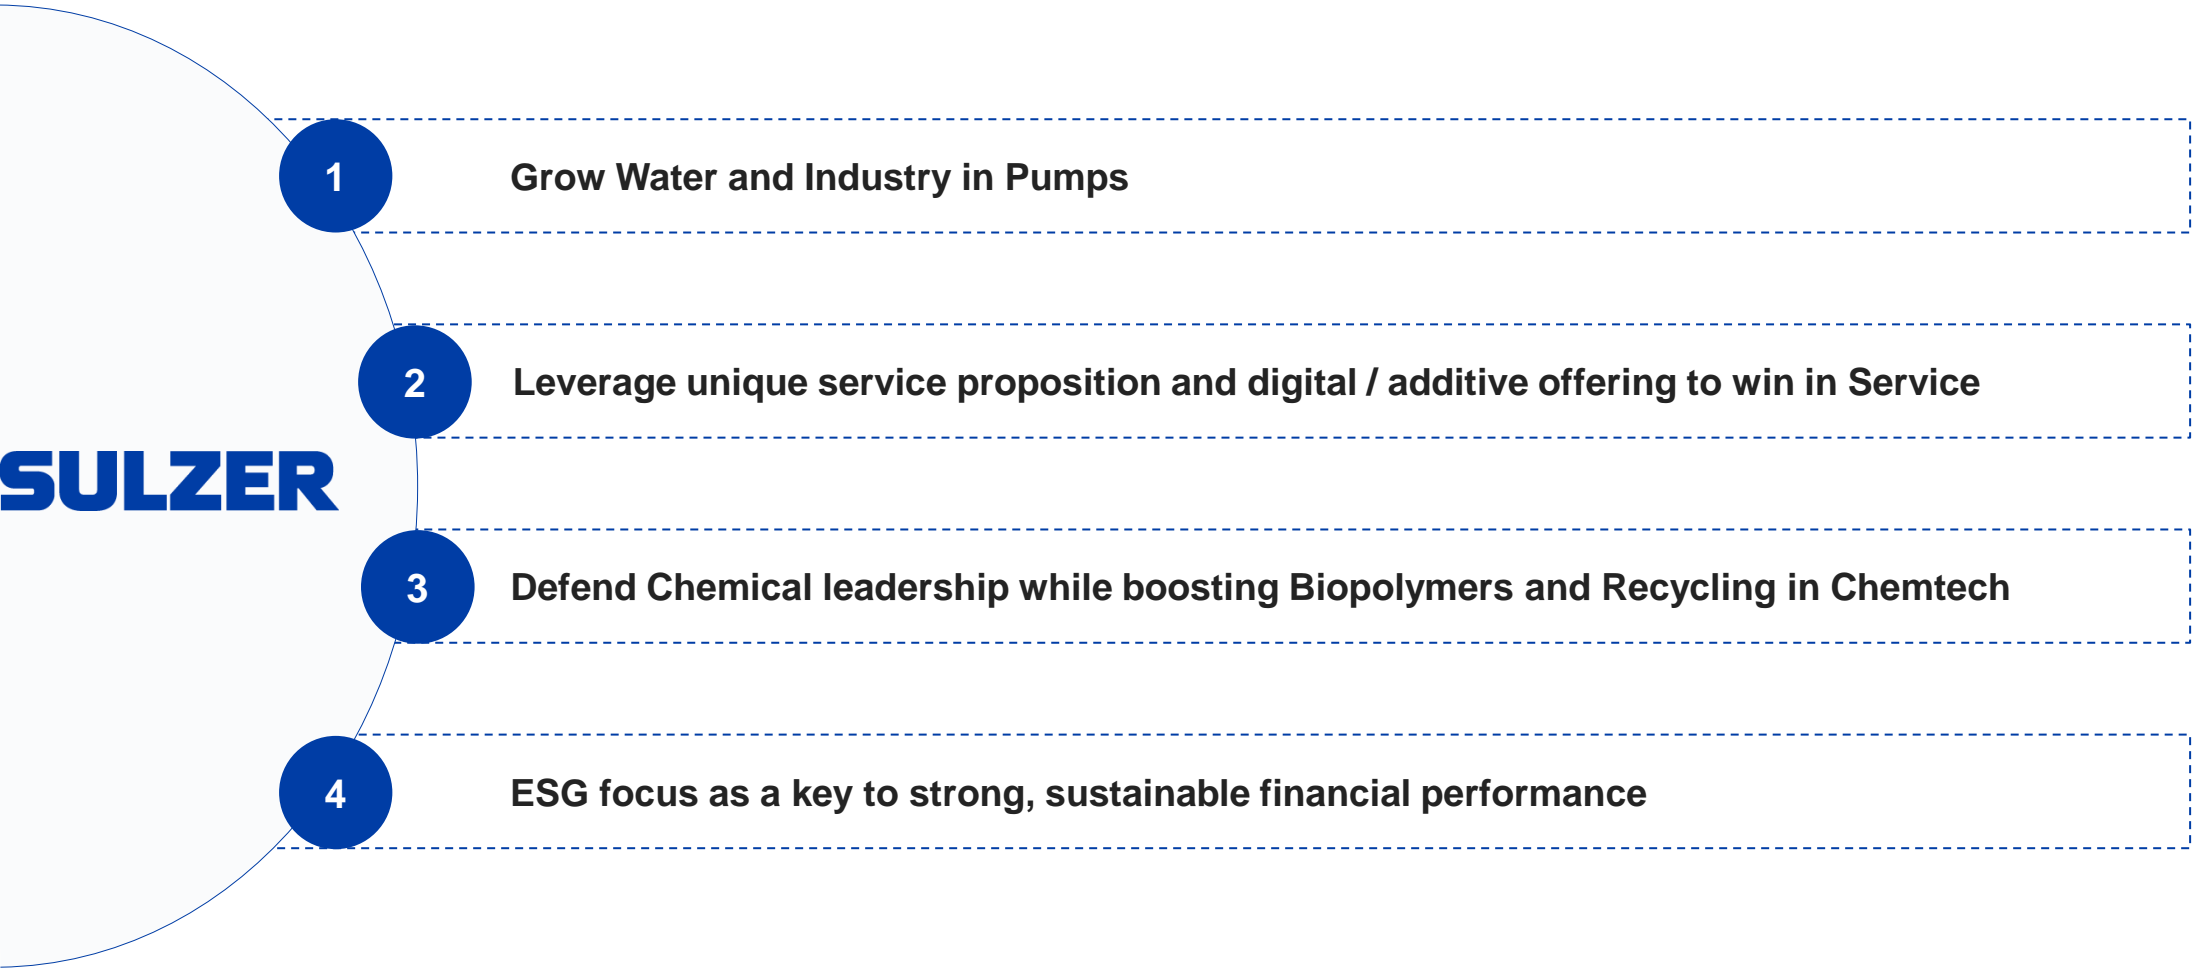 1
Grow Water and Industry in Pumps
2
Leverage unique service proposition and digital / additive offering to win in Service
SULZER
3
Defend Chemical leadership while boosting Biopolymers and Recycling in Chemtech
4
ESG focus as a key to strong, sustainable financial performance